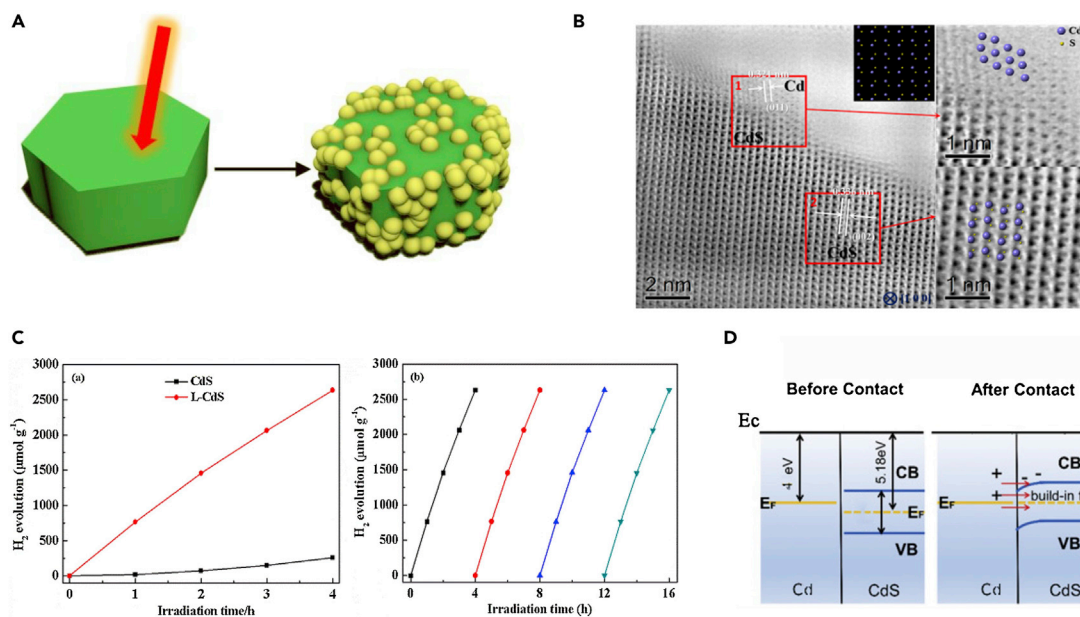 A
B
Cd
S
1
Cd
(011)
CdS
2
(002)
CdS
2 nm
1 nm
1 nm
C
(a)
CdS
L-CdS
H₂ evolution (μmol g⁻¹)
3000
2500
2000
1500
1000
500
0
0 1 2 3 4
Irradiation time/h
(b)
H₂ evolution (μmol g⁻¹)
3000
2500
2000
1500
1000
500
0
0 4 8 12 16
Irradiation time (h)
D
Before Contact
After Contact
Ec
4 eV
5.18eV
CB
EF
EF
VB
Cd
CdS
+ - -
+
CB
build-in f
EF
VB
Cd
CdS